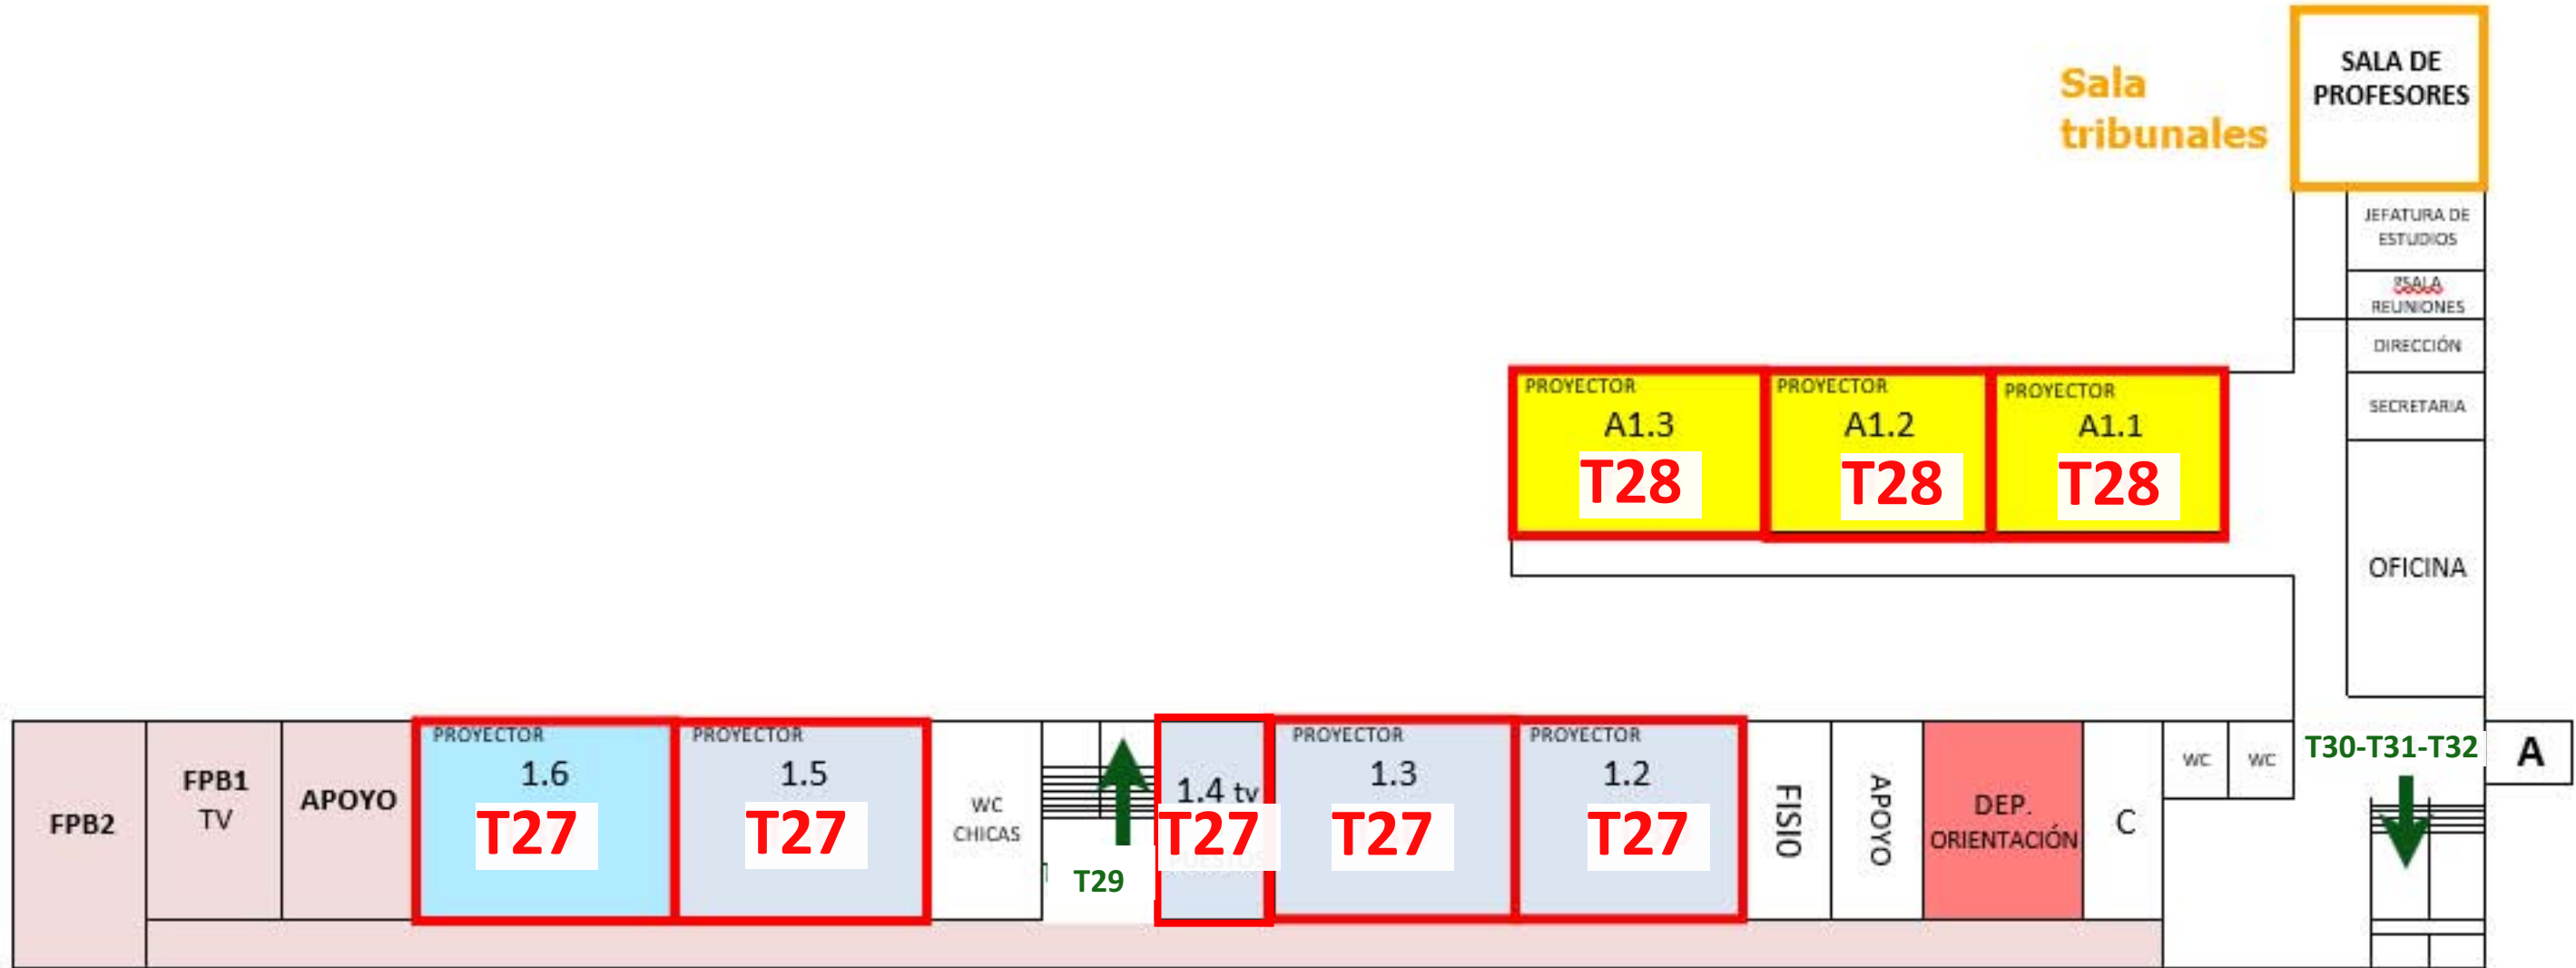 SALA DE
PROFESORES
Sala
tribunales
JEFATURA DE
ESTUDIOS
SALA
REUNIONES
DIRECCIÓN
SECRETARIA
OFICINA
PROYECTOR
A1.3
T28
PROYECTOR
A1.2
T28
PROYECTOR
A1.1
T28
FPB2
FPB1
TV
APOYO
PROYECTOR
1.6
T27
PROYECTOR
1.5
T27
WC
CHICAS
T29
1.4 tv
T27
PROYECTOR
1.3
T27
PROYECTOR
1.2
T27
FISIO
APOYO
DEP.
ORIENTACIÓN
C
WC
WC
T30-T31-T32
A